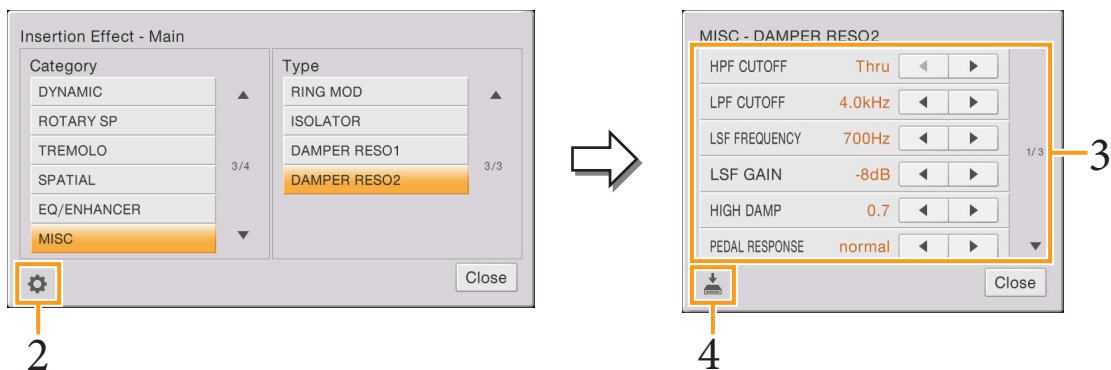 Insertion Effect - Main
Category
DYNAMIC
ROTARY SP
TREMOLO
SPATIAL
EQ/ENHANCER
MISC
3/4
Type
RING MOD
ISOLATOR
DAMPER RESO1
DAMPER RESO2
3/3
Close
2
MISC - DAMPER RESO2
HPF CUTOFF Thru
LPF CUTOFF 4.0kHz
LSF FREQUENCY 700Hz
LSF GAIN -8dB
HIGH DAMP 0.7
PEDAL RESPONSE normal
1/3
3
Close
4